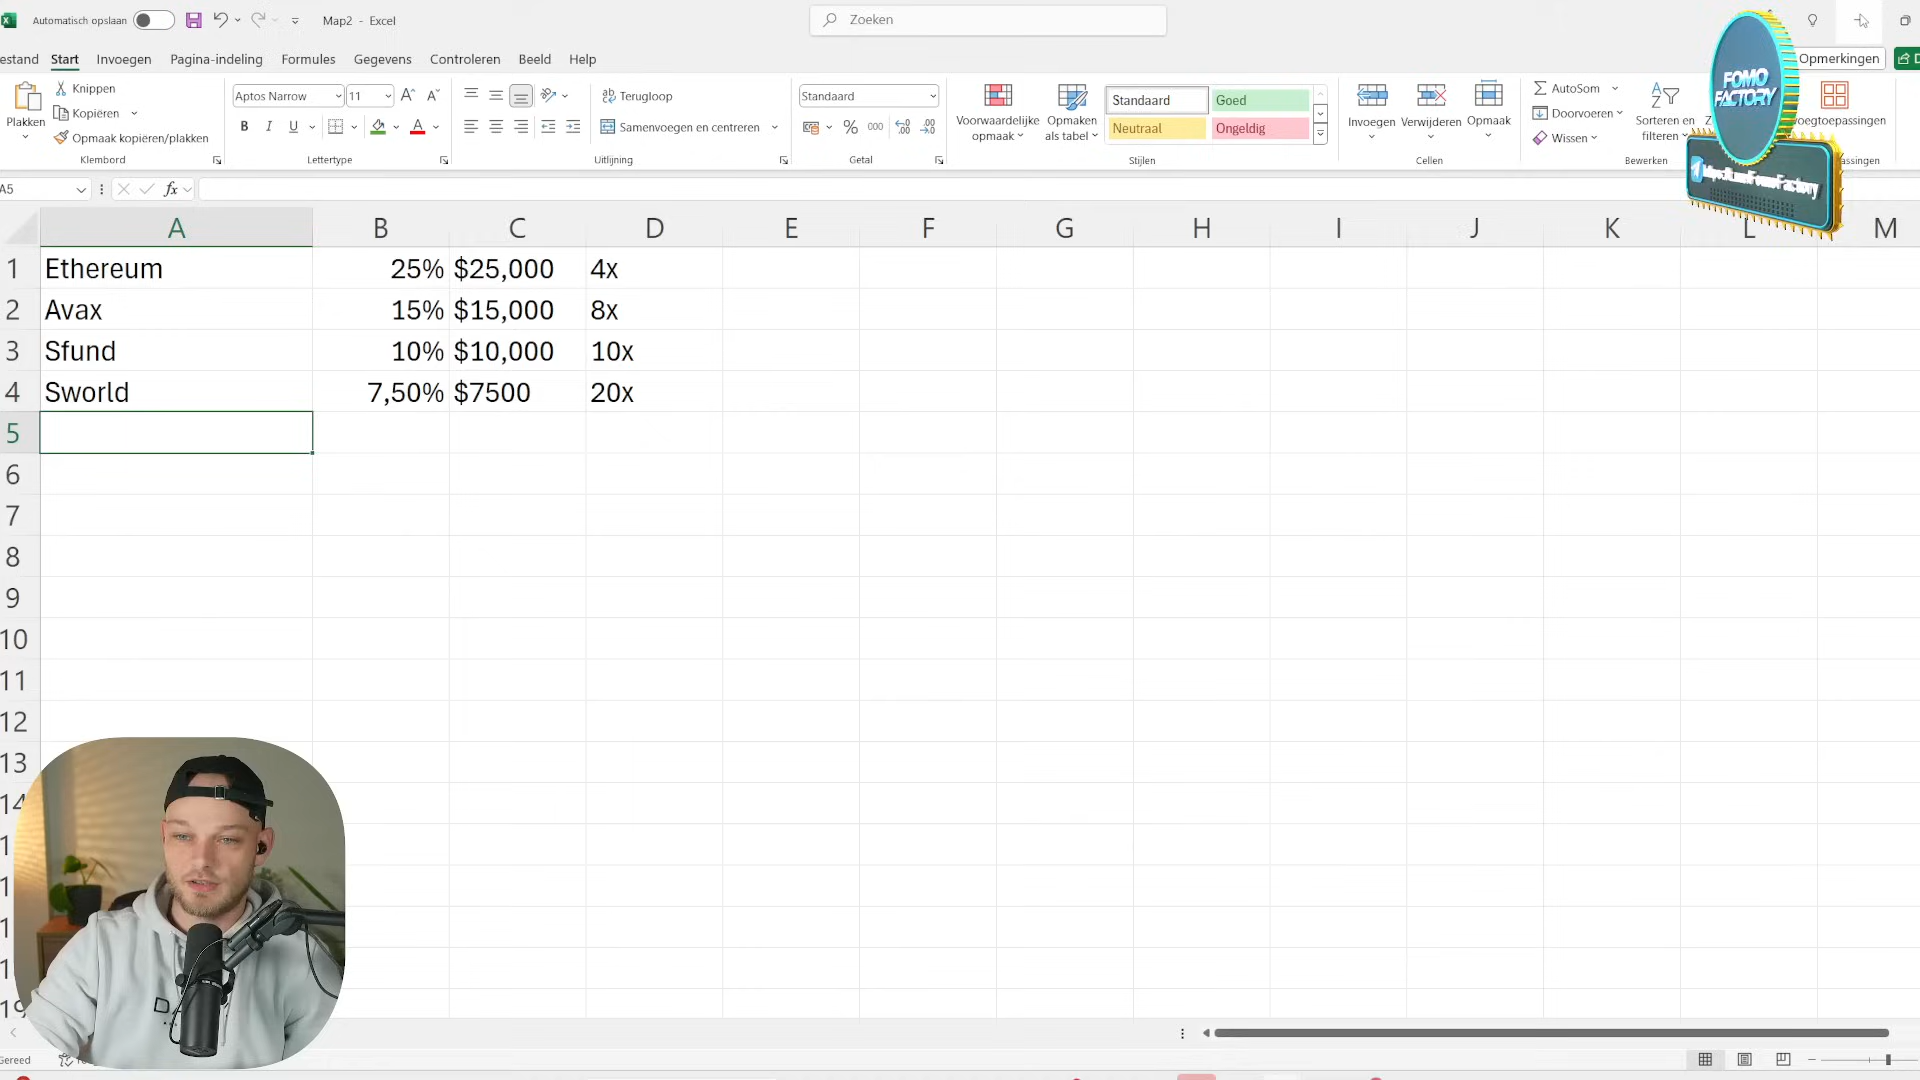 Automatisch opslaan
Map2 - Excel
Zoeken
estand Start Invoegen Pagina-indeling Formules Gegevens Controleren Beeld Help
Opmerkingen
Plakken
Knippen
Kopiëren
Opmaak kopiëren/plakken
Klembord
Aptos Narrow 11
B I U A
Lettertype
Terugloop
Samenvoegen en centreren
Uitlijning
Standaard
% 000
Getal
Voorwaardelijke opmaak
Opmaken als tabel
Standaard Goed
Neutraal Ongeldig
Stijlen
Invoegen Verwijderen Opmaak
Cellen
AutoSom
Doorvoeren
Wissen
Sorteren en filteren
Bewerken
FOMO
FACTORY
A5
fx
A B C D E F G H I J K L M
1 Ethereum 25% $25,000 4x
2 Avax 15% $15,000 8x
3 Sfund 10% $10,000 10x
4 Sworld 7,50% $7500 20x
5
6
7
8
9
10
11
12
13
14
Gereed